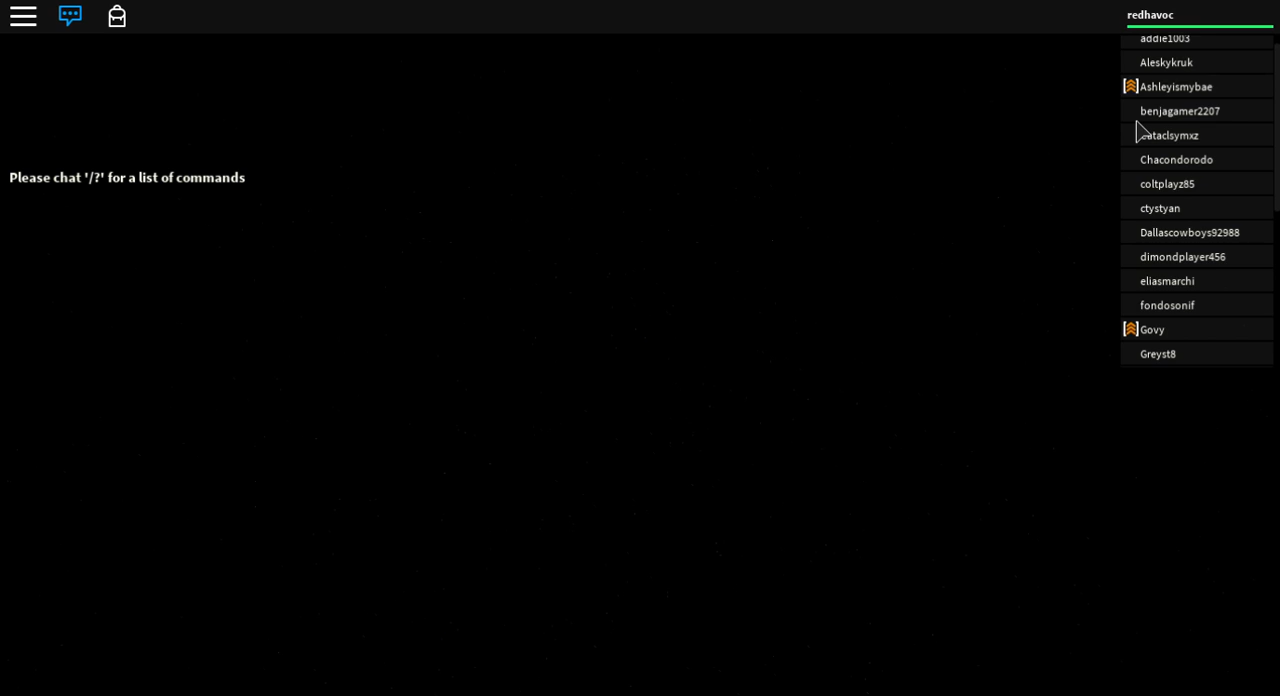 redhavoc
addie1003
Aleskykruk
Ashleyismybae
benjagamer2207
Chacondorodo
coltplayz85
ctystyan
Dallascowboys92988
dimondplayer456
eliasmarchi
fondosonif
Govy
Greyst8
Please chat '/?' for a list of commands